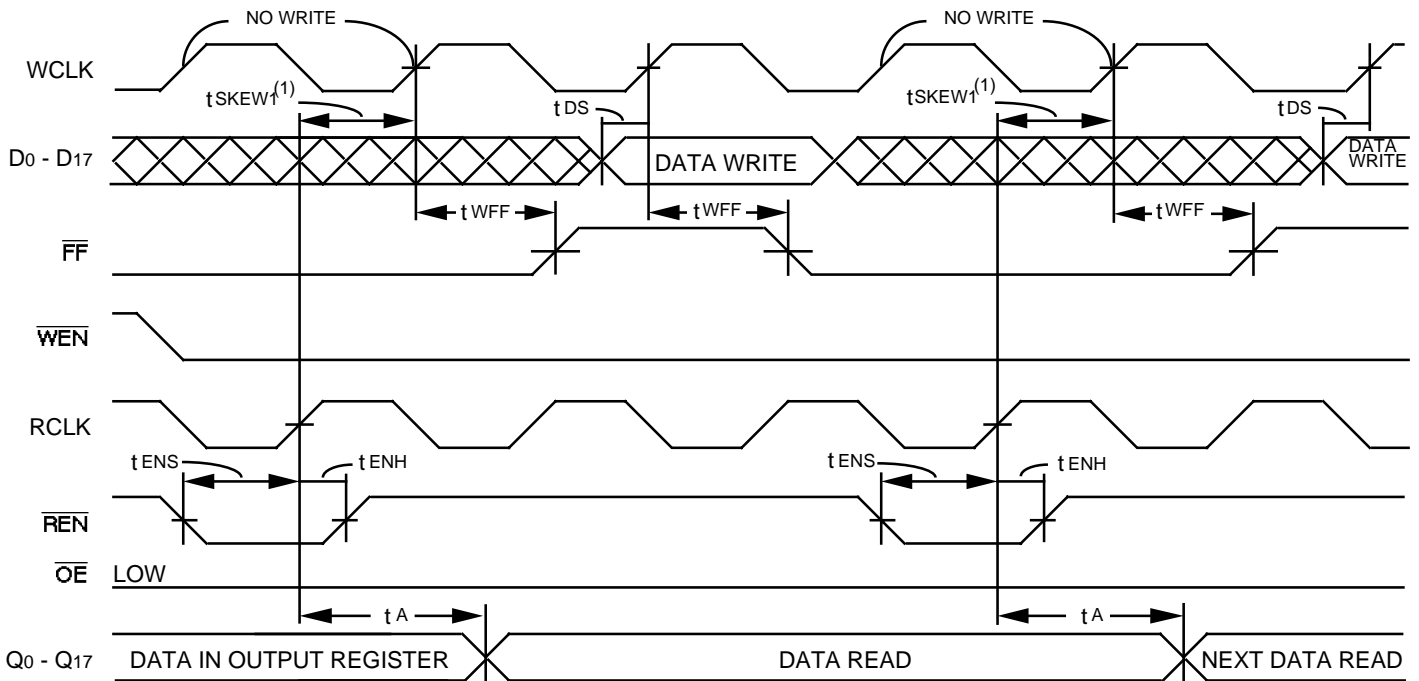 NO WRITE
NO WRITE
WCLK
tSKEW1(1)
tDS
tSKEW1(1)
tDS
D0 - D17
DATA WRITE
DATA
WRITE
tWFF
tWFF
tWFF
FF
WEN
RCLK
tENS
tENH
tENS
tENH
REN
OE
LOW
tA
tA
Q0 - Q17
DATA IN OUTPUT REGISTER
DATA READ
NEXT DATA READ